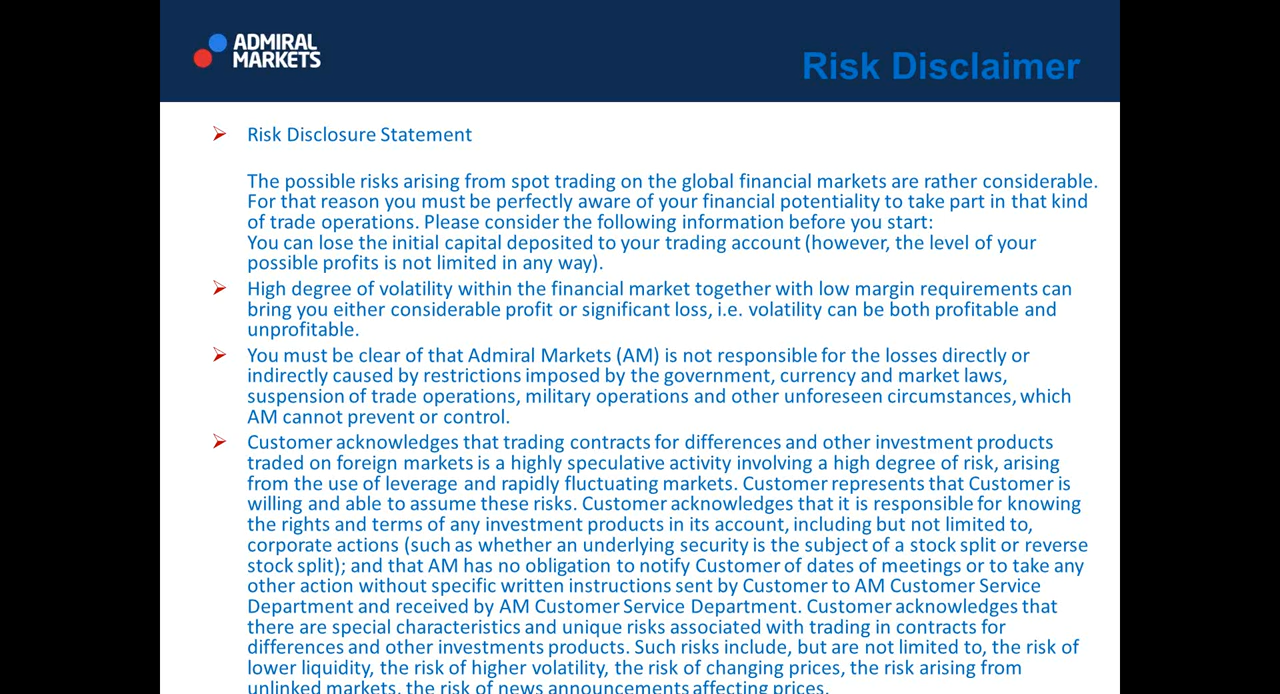 ADMIRAL
MARKETS
Risk Disclaimer
Risk Disclosure Statement
The possible risks arising from spot trading on the global financial markets are rather considerable.
For that reason you must be perfectly aware of your financial potentiality to take part in that kind
of trade operations. Please consider the following information before you start:
You can lose the initial capital deposited to your trading account (however, the level of your
possible profits is not limited in any way).
High degree of volatility within the financial market together with low margin requirements can
bring you either considerable profit or significant loss, i.e. volatility can be both profitable and
unprofitable.
You must be clear of that Admiral Markets (AM) is not responsible for the losses directly or
indirectly caused by restrictions imposed by the government, currency and market laws,
suspension of trade operations, military operations and other unforeseen circumstances, which
AM cannot prevent or control.
Customer acknowledges that trading contracts for differences and other investment products
traded on foreign markets is a highly speculative activity involving a high degree of risk, arising
from the use of leverage and rapidly fluctuating markets. Customer represents that Customer is
willing and able to assume these risks. Customer acknowledges that it is responsible for knowing
the rights and terms of any investment products in its account, including but not limited to,
corporate actions (such as whether an underlying security is the subject of a stock split or reverse
stock split); and that AM has no obligation to notify Customer of dates of meetings or to take any
other action without specific written instructions sent by Customer to AM Customer Service
Department and received by AM Customer Service Department. Customer acknowledges that
there are special characteristics and unique risks associated with trading in contracts for
differences and other investments products. Such risks include, but are not limited to, the risk of
lower liquidity, the risk of higher volatility, the risk of changing prices, the risk arising from
unlinked markets, the risk of news announcements affecting prices.